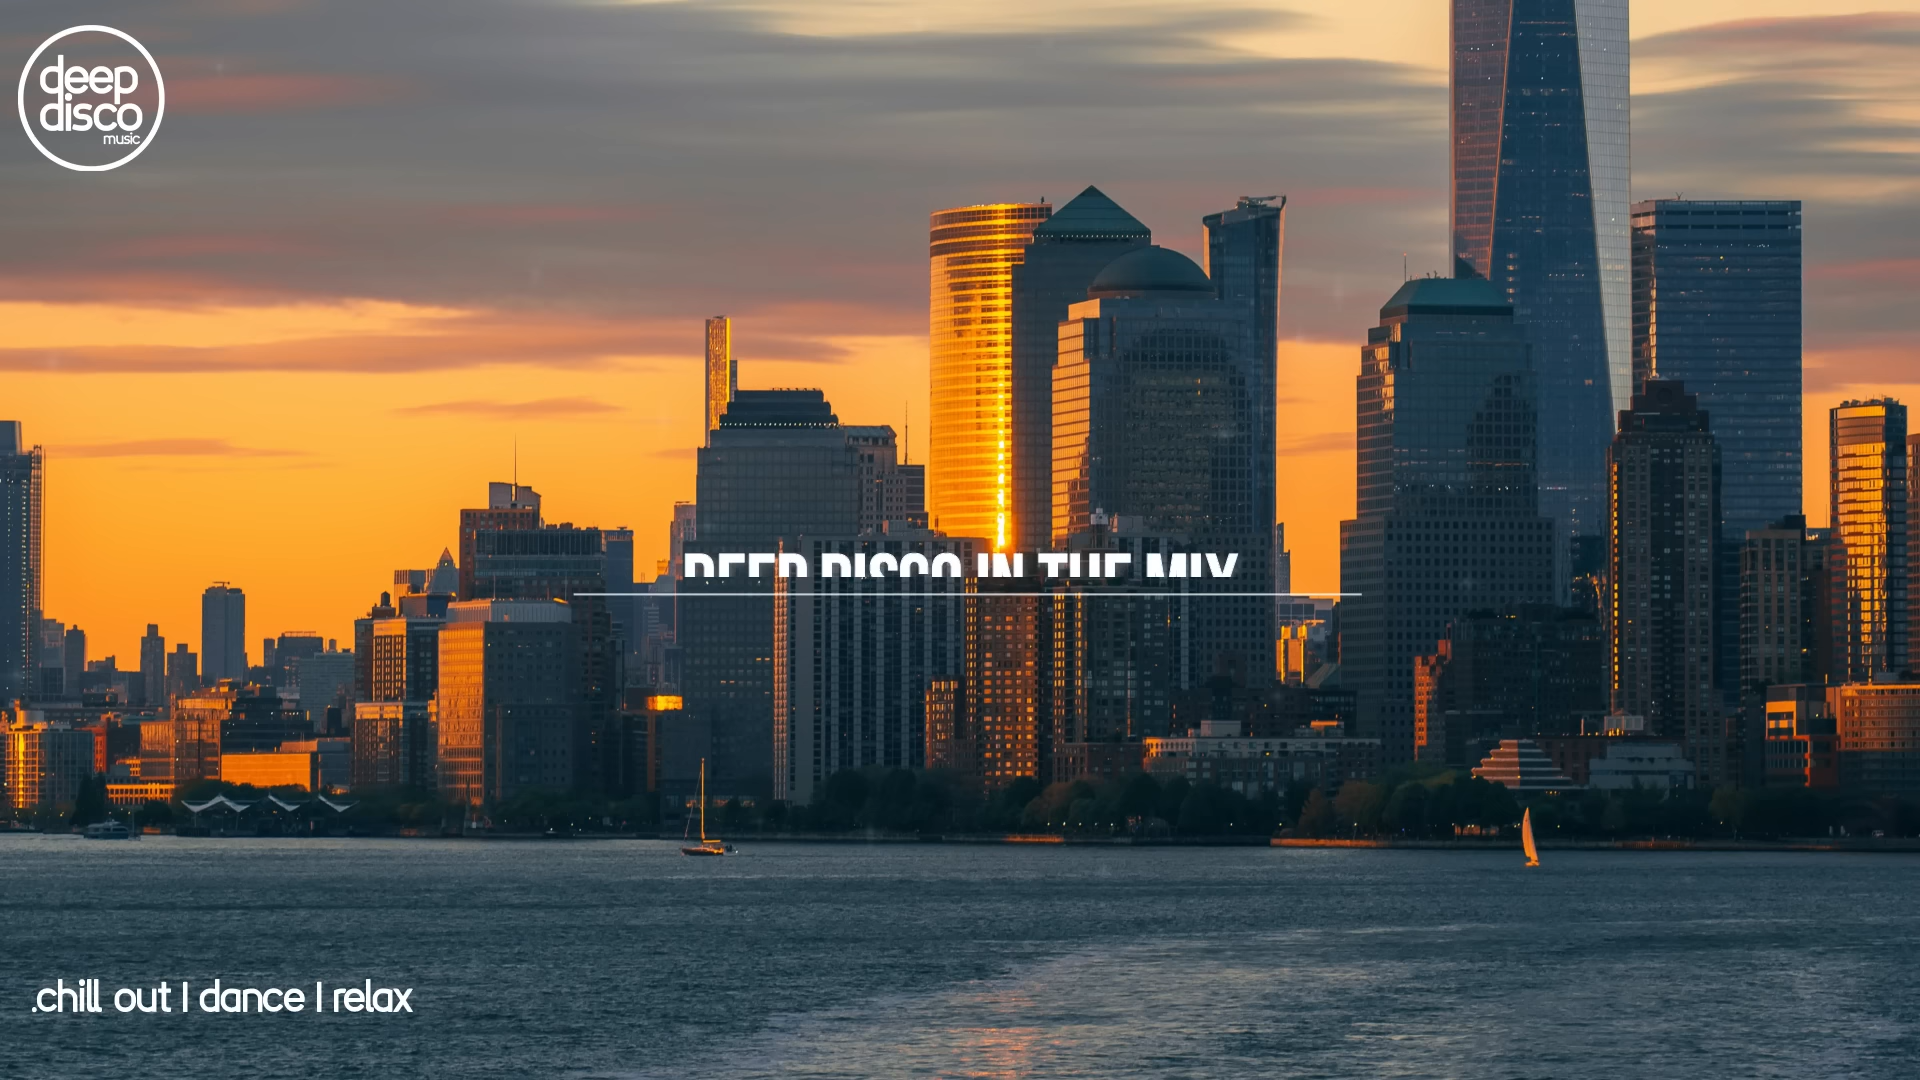 deep
disco
music
DEEP DISCO IN THE MIX
.chill out | dance | relax